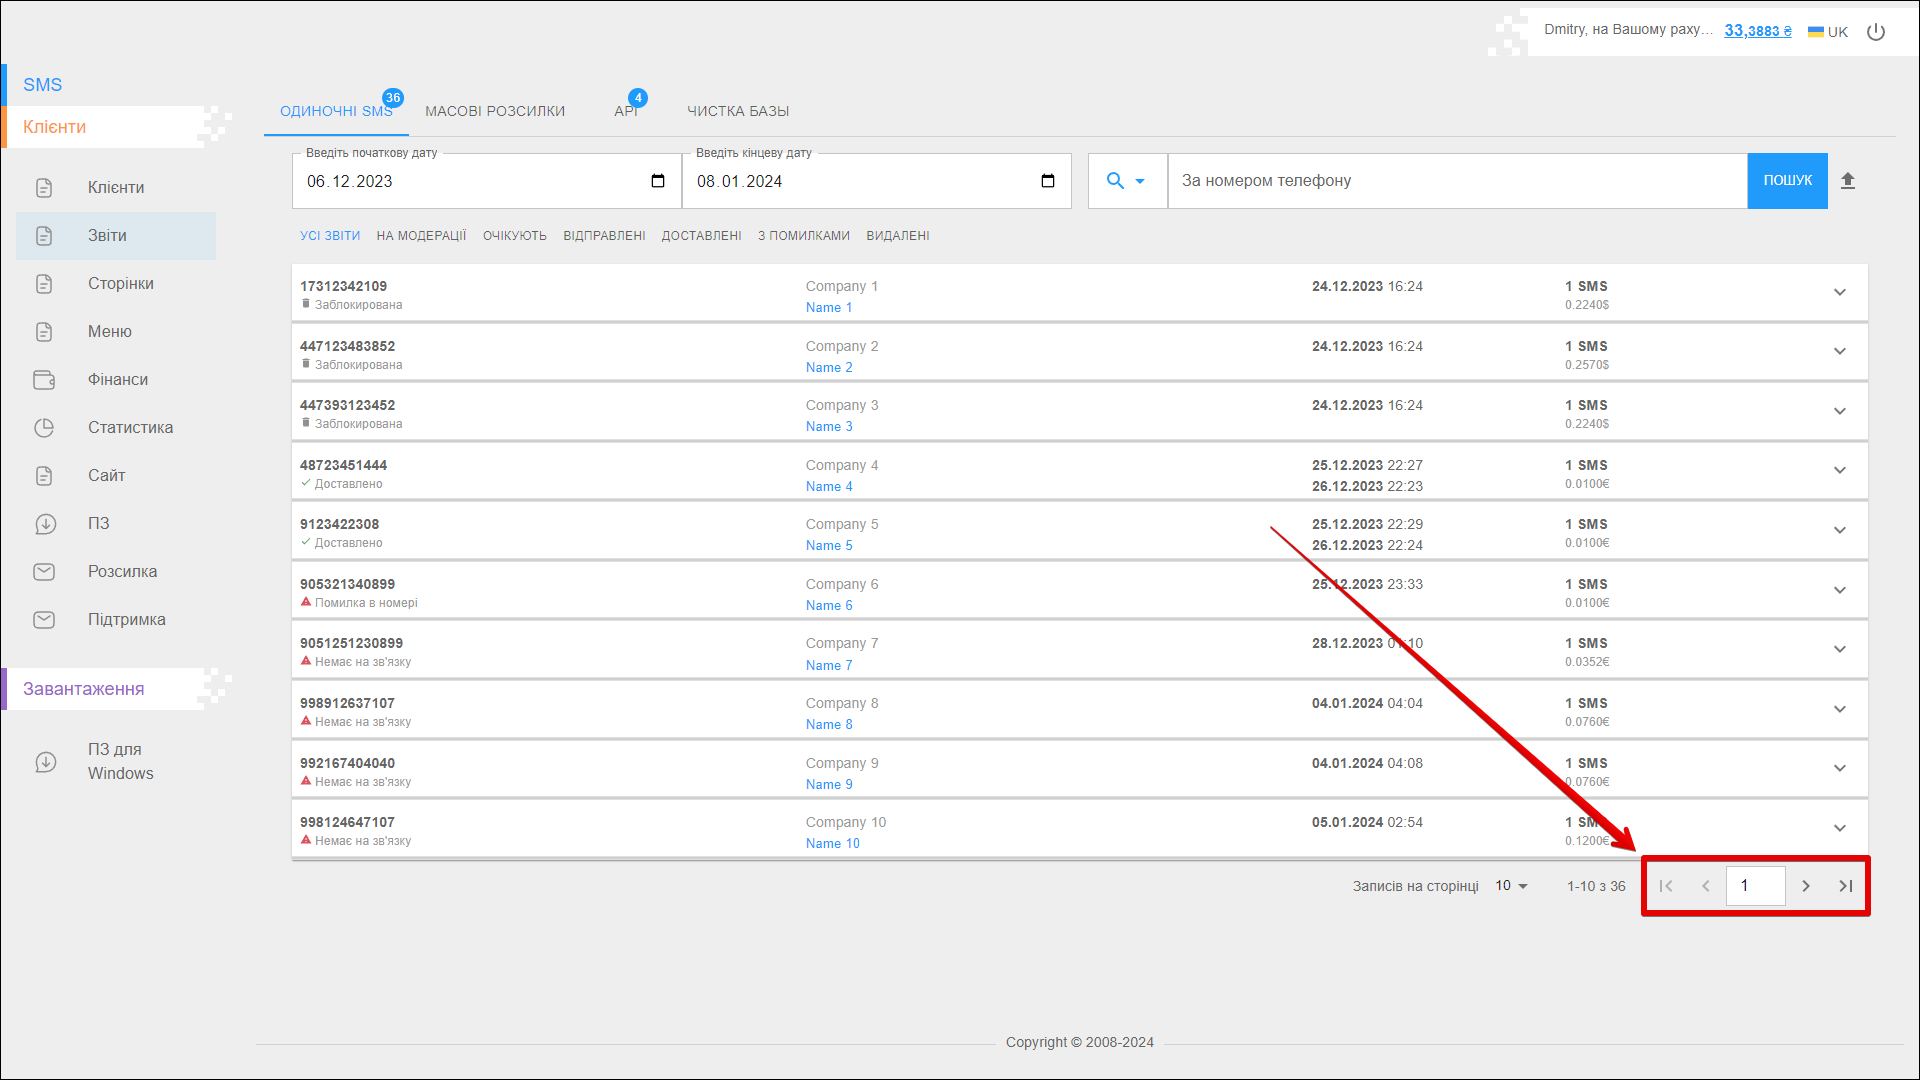 Dmitry, на Вашому раху... 33,3883 ₴ UK
SMS
Клієнти
Клієнти
Звіти
Сторінки
Меню
Фінанси
Статистика
Сайт
ПЗ
Розсилка
Підтримка
Завантаження
ПЗ для
Windows
ОДИНОЧНІ SMS 36 МАСОВІ РОЗСИЛКИ API 4 ЧИСТКА БАЗЫ
Введіть початкову дату Введіть кінцеву дату
06.12.2023 08.01.2024 За номером телефону ПОШУК
УСІ ЗВІТИ НА МОДЕРАЦІЇ ОЧІКУЮТЬ ВІДПРАВЛЕНІ ДОСТАВЛЕНІ З ПОМИЛКАМИ ВИДАЛЕНІ
17312342109 Company 1 24.12.2023 16:24 1 SMS
Заблокирована Name 1 0.2240$
447123483852 Company 2 24.12.2023 16:24 1 SMS
Заблокирована Name 2 0.2570$
447393123452 Company 3 24.12.2023 16:24 1 SMS
Заблокирована Name 3 0.2240$
48723451444 Company 4 25.12.2023 22:27 1 SMS
Доставлено Name 4 26.12.2023 22:23 0.0100€
9123422308 Company 5 25.12.2023 22:29 1 SMS
Доставлено Name 5 26.12.2023 22:24 0.0100€
905321340899 Company 6 25.12.2023 23:33 1 SMS
Помилка в номері Name 6 0.0100€
9051251230899 Company 7 28.12.2023 01:10 1 SMS
Немає на зв'язку Name 7 0.0352€
998912637107 Company 8 04.01.2024 04:04 1 SMS
Немає на зв'язку Name 8 0.0760€
992167404040 Company 9 04.01.2024 04:08 1 SMS
Немає на зв'язку Name 9 0.0760€
998124647107 Company 10 05.01.2024 02:54 1 SMS
Немає на зв'язку Name 10 0.1200€
Записів на сторінці 10 1-10 з 36 1
Copyright © 2008-2024